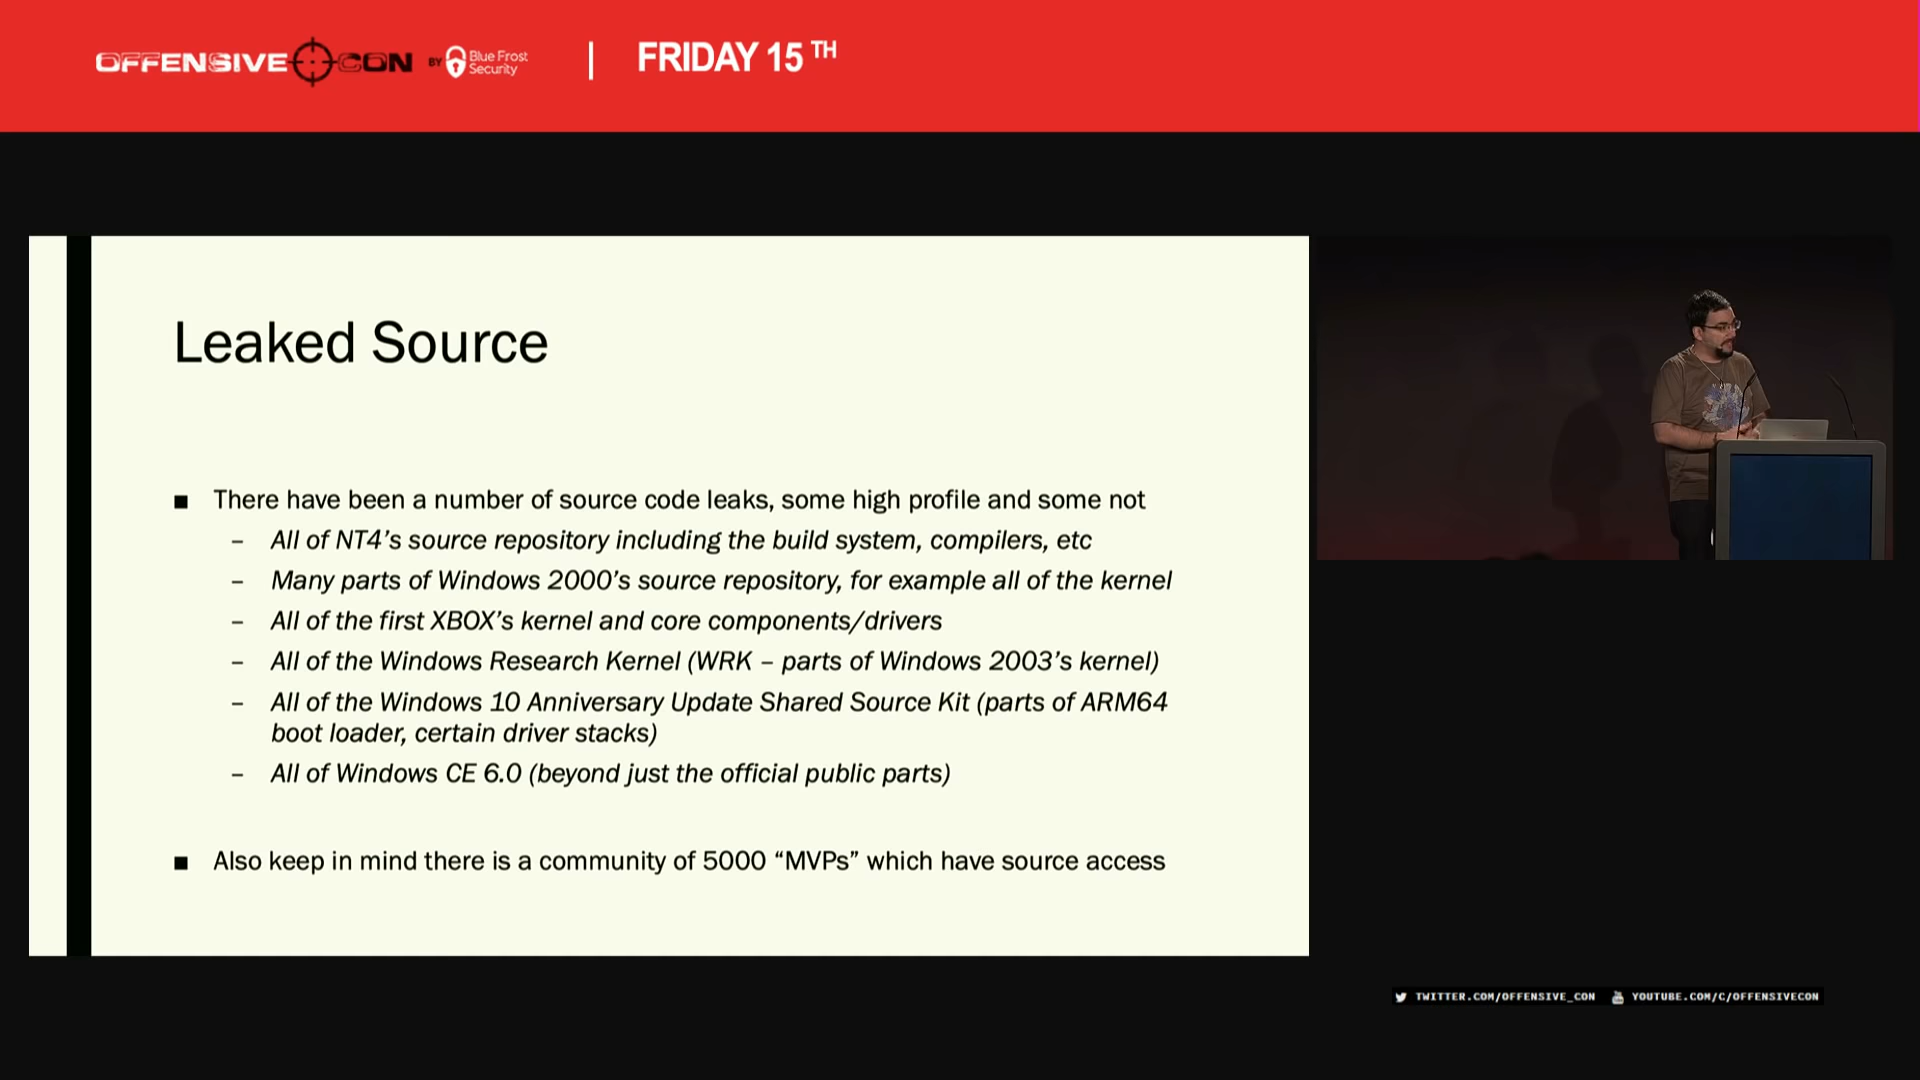 OFFENSIVE CON BY Blue Frost Security | FRIDAY 15 TH
Leaked Source
■ There have been a number of source code leaks, some high profile and some not
– All of NT4’s source repository including the build system, compilers, etc
– Many parts of Windows 2000’s source repository, for example all of the kernel
– All of the first XBOX’s kernel and core components/drivers
– All of the Windows Research Kernel (WRK – parts of Windows 2003’s kernel)
– All of the Windows 10 Anniversary Update Shared Source Kit (parts of ARM64
boot loader, certain driver stacks)
– All of Windows CE 6.0 (beyond just the official public parts)
■ Also keep in mind there is a community of 5000 “MVPs” which have source access
TWITTER.COM/OFFENSIVE_CON YOUTUBE.COM/C/OFFENSIVECON